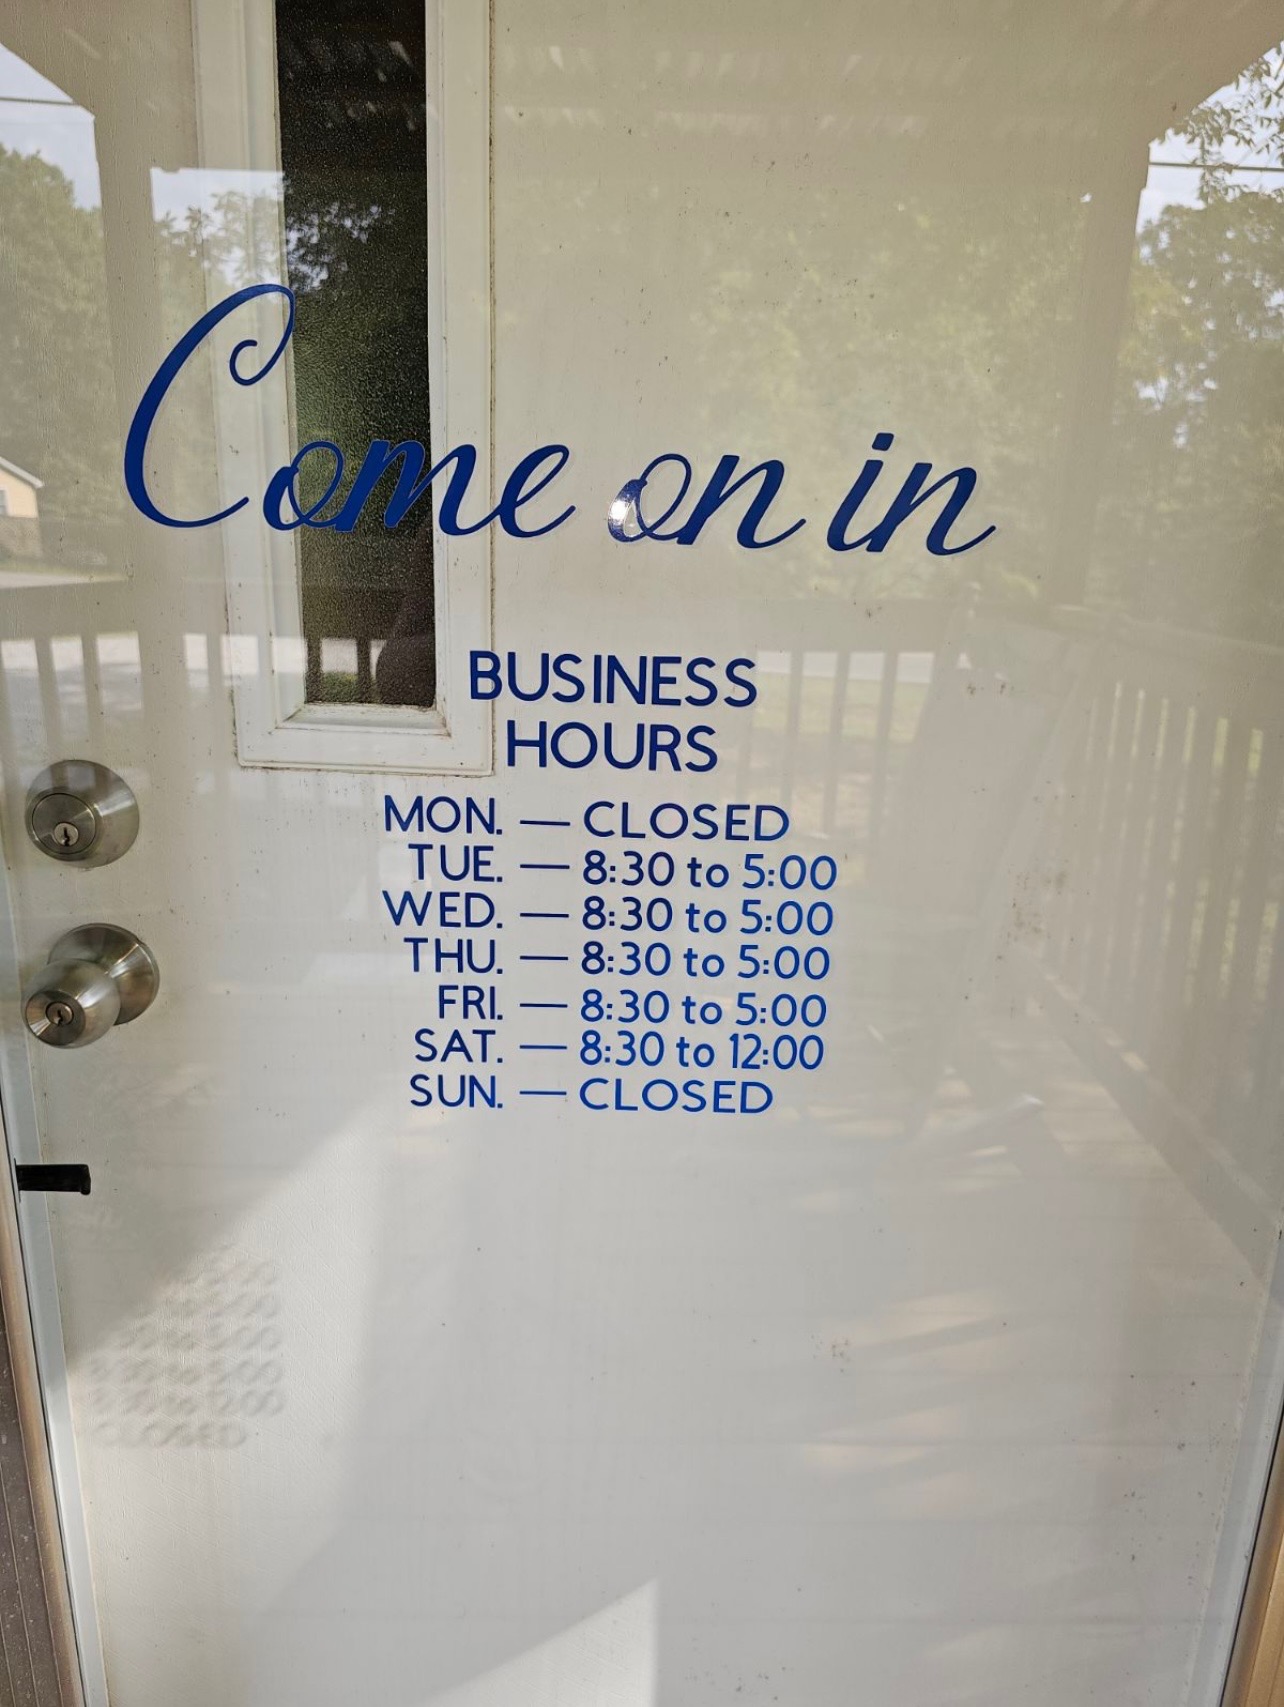 Come on in
BUSINESS
HOURS
MON. — CLOSED
TUE. — 8:30 to 5:00
WED. — 8:30 to 5:00
THU. — 8:30 to 5:00
FRI. — 8:30 to 5:00
SAT. — 8:30 to 12:00
SUN. — CLOSED